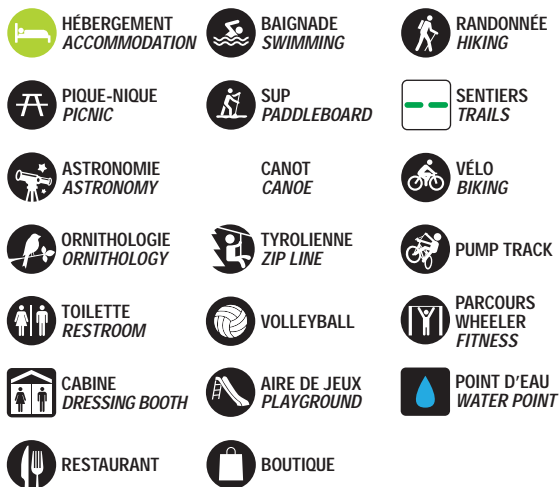 HÉBERGEMENT
ACCOMMODATION
BAIGNADE
SWIMMING
RANDONNÉE
HIKING
PIQUE-NIQUE
PICNIC
SUP
PADDLEBOARD
SENTIERS
TRAILS
ASTRONOMIE
ASTRONOMY
CANOT
CANOE
VÉLO
BIKING
ORNITHOLOGIE
ORNITHOLOGY
TYROLIENNE
ZIP LINE
PUMP TRACK
TOILETTE
RESTROOM
VOLLEYBALL
PARCOURS
WHEELER
FITNESS
CABINE
DRESSING BOOTH
AIRE DE JEUX
PLAYGROUND
POINT D'EAU
WATER POINT
RESTAURANT
BOUTIQUE